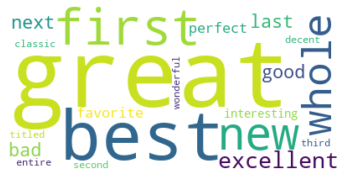 next first perfect last
classic decent
great whole
wonderful good
best new
favorite interesting
titled third
bad excellent
entire second